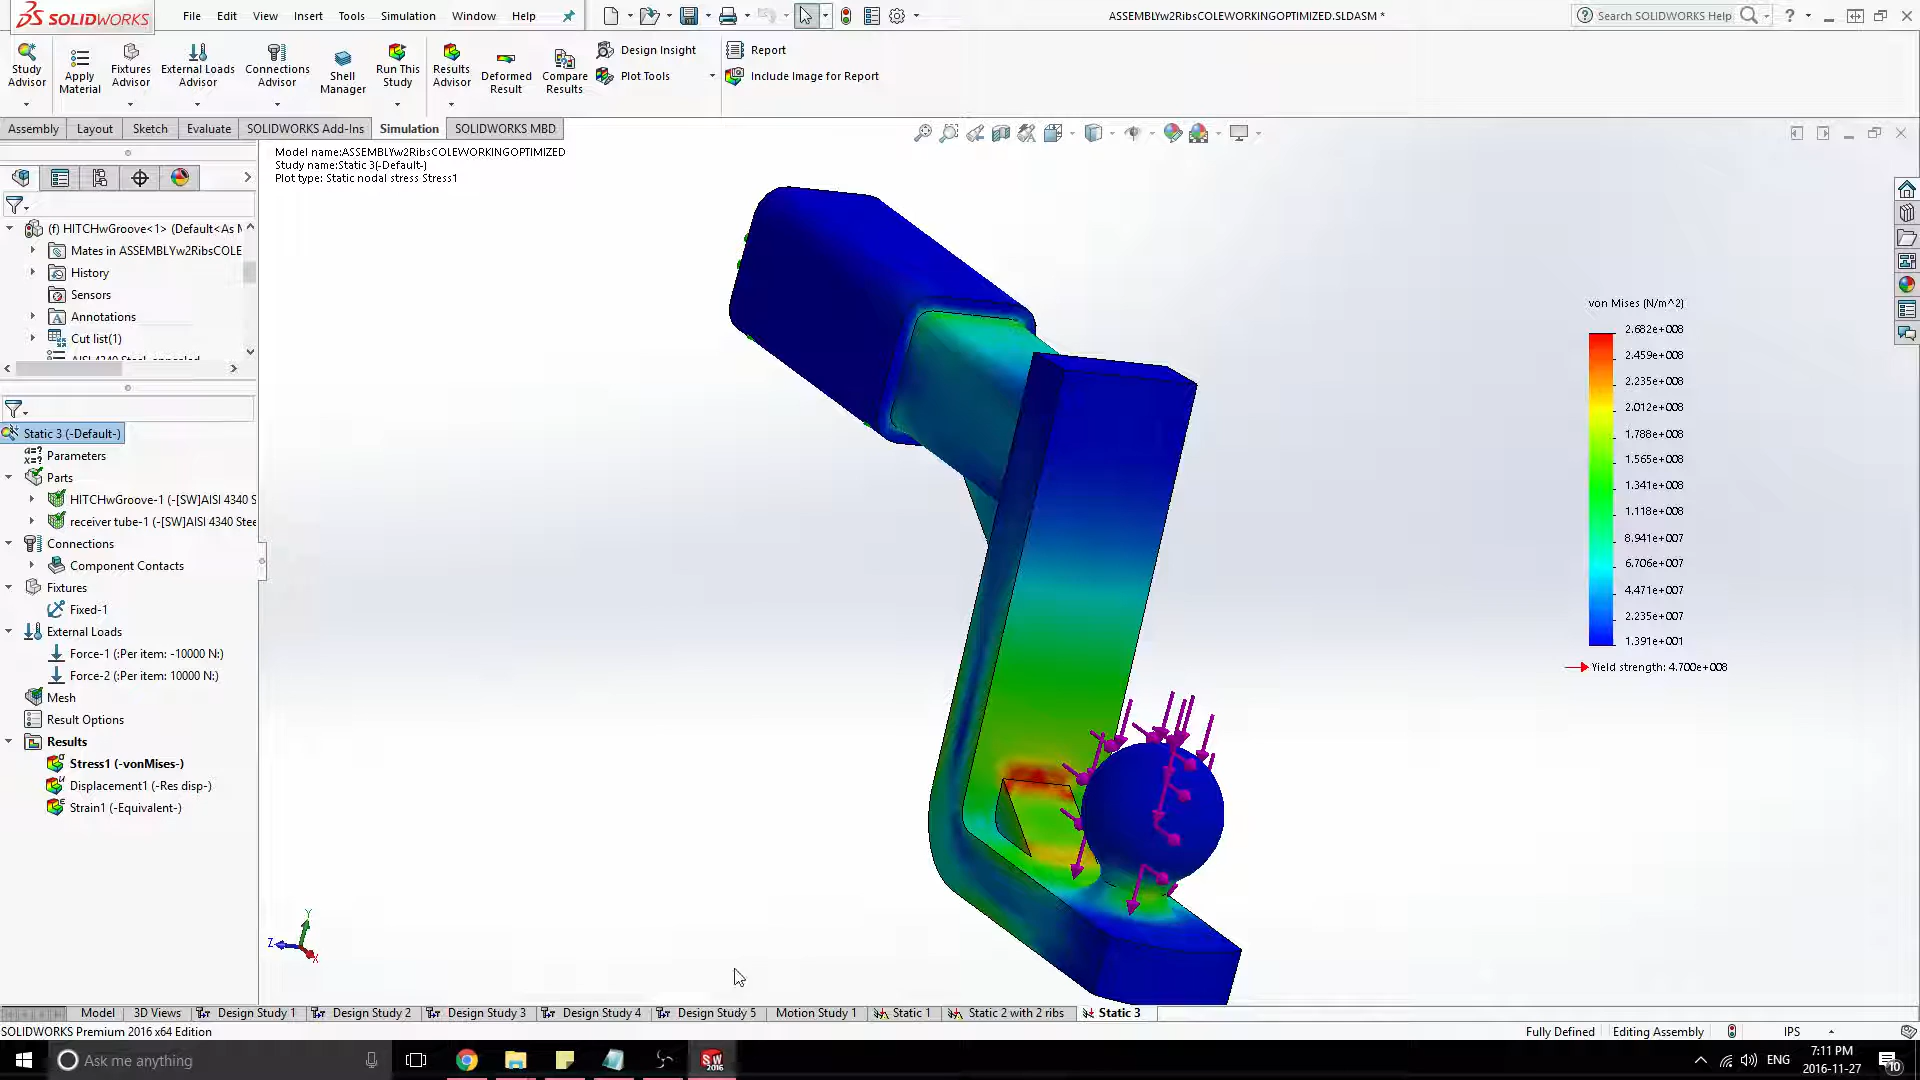 SOLIDWORKS
File Edit View Insert Tools Simulation Window Help
ASSEMBLYw2RibsCOLEWORKINGOPTIMIZED.SLDASM *
Search SOLIDWORKS Help
Study Advisor
Apply Material
Fixtures Advisor
External Loads Advisor
Connections Advisor
Shell Manager
Run This Study
Results Advisor
Deformed Result
Compare Results
Design Insight
Plot Tools
Report
Include Image for Report
Assembly Layout Sketch Evaluate SOLIDWORKS Add-Ins Simulation SOLIDWORKS MBD
Model name:ASSEMBLYw2RibsCOLEWORKINGOPTIMIZED
Study name:Static 3(-Default-)
Plot type: Static nodal stress Stress1
(f) HITCHwGroove<1> (Default<As M
Mates in ASSEMBLYw2RibsCOLE
History
Sensors
Annotations
Cut list(1)
AISI 4340 Steel, annealed
Static 3 (-Default-)
Parameters
Parts
HITCHwGroove-1 (-[SW]AISI 4340 S
receiver tube-1 (-[SW]AISI 4340 Stee
Connections
Component Contacts
Fixtures
Fixed-1
External Loads
Force-1 (:Per item: -10000 N:)
Force-2 (:Per item: 10000 N:)
Mesh
Result Options
Results
Stress1 (-vonMises-)
Displacement1 (-Res disp-)
Strain1 (-Equivalent-)
von Mises (N/m^2)
2.682e+008
2.459e+008
2.235e+008
2.012e+008
1.788e+008
1.565e+008
1.341e+008
1.118e+008
8.941e+007
6.706e+007
4.471e+007
2.235e+007
1.391e+001
Yield strength: 4.700e+008
Y
Z
X
Model 3D Views Design Study 1 Design Study 2 Design Study 3 Design Study 4 Design Study 5 Motion Study 1 Static 1 Static 2 with 2 ribs Static 3
SOLIDWORKS Premium 2016 x64 Edition
Fully Defined Editing Assembly IPS
Ask me anything
SW 2016
ENG
7:11 PM
2016-11-27
10